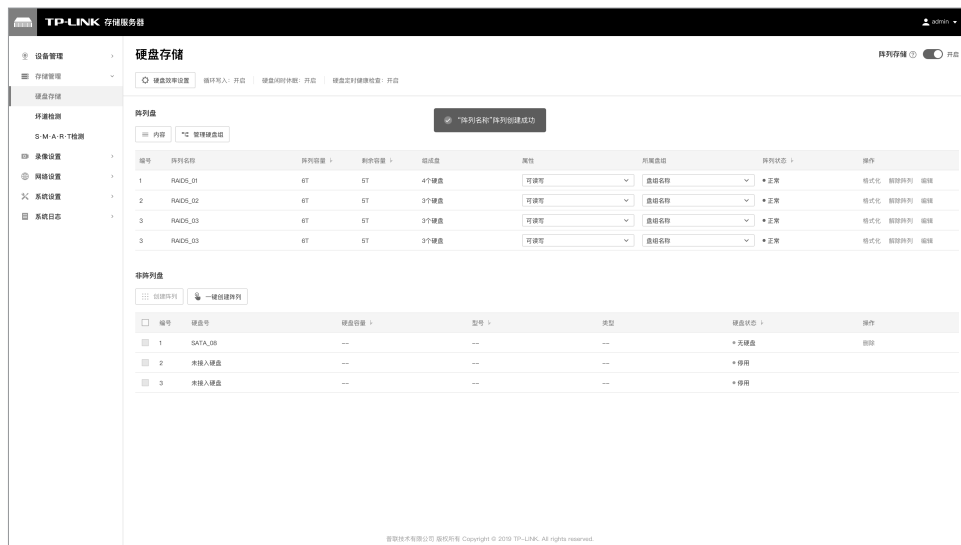 TP-LINK 存储服务器
admin
设备管理
存储管理
硬盘存储
坏道检测
S·M·A·R·T检测
录像设置
网络设置
系统设置
系统日志
硬盘存储
阵列存储 开启
硬盘效率设置 循环写入：开启 硬盘闲时休眠：开启 硬盘定时健康检查：开启
阵列盘
“阵列名称”阵列创建成功
内容 管理硬盘组
编号 阵列名称 阵列容量 剩余容量 组成盘 属性 所属盘组 阵列状态 操作
1 RAID5_01 6T 5T 4个硬盘 可读写 盘组名称 正常 格式化 解除阵列 编辑
2 RAID5_02 6T 5T 3个硬盘 可读写 盘组名称 正常 格式化 解除阵列 编辑
3 RAID5_03 6T 5T 3个硬盘 可读写 盘组名称 正常 格式化 解除阵列 编辑
3 RAID5_03 6T 5T 3个硬盘 可读写 盘组名称 正常 格式化 解除阵列 编辑
非阵列盘
创建阵列 一键创建阵列
编号 硬盘号 硬盘容量 型号 类型 硬盘状态 操作
1 SATA_08 -- -- -- 无硬盘 删除
2 未接入硬盘 -- -- -- 停用
3 未接入硬盘 -- -- -- 停用
普联技术有限公司 版权所有 Copyright © 2019 TP-LINK. All rights reserved.